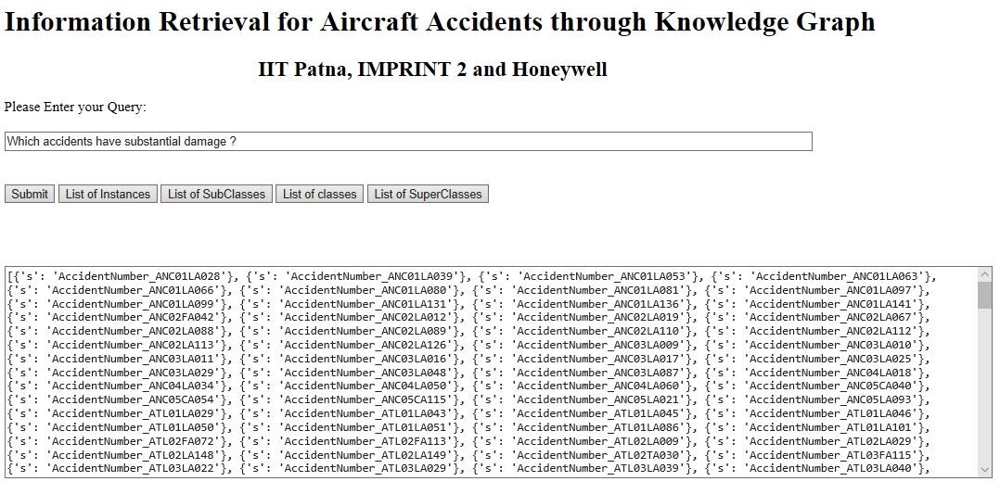 Information Retrieval for Aircraft Accidents through Knowledge Graph
IIT Patna, IMPRINT 2 and Honeywell
Please Enter your Query:
Which accidents have substantial damage ?
Submit List of Instances List of SubClasses List of classes List of SuperClasses
[{'s': 'AccidentNumber_ANC01LA028'}, {'s': 'AccidentNumber_ANC01LA039'}, {'s': 'AccidentNumber_ANC01LA053'}, {'s': 'AccidentNumber_ANC01LA063'},
{'s': 'AccidentNumber_ANC01LA066'}, {'s': 'AccidentNumber_ANC01LA080'}, {'s': 'AccidentNumber_ANC01LA081'}, {'s': 'AccidentNumber_ANC01LA097'},
{'s': 'AccidentNumber_ANC01LA099'}, {'s': 'AccidentNumber_ANC01LA131'}, {'s': 'AccidentNumber_ANC01LA136'}, {'s': 'AccidentNumber_ANC01LA141'},
{'s': 'AccidentNumber_ANC02FA042'}, {'s': 'AccidentNumber_ANC02LA012'}, {'s': 'AccidentNumber_ANC02LA019'}, {'s': 'AccidentNumber_ANC02LA067'},
{'s': 'AccidentNumber_ANC02LA088'}, {'s': 'AccidentNumber_ANC02LA089'}, {'s': 'AccidentNumber_ANC02LA110'}, {'s': 'AccidentNumber_ANC02LA112'},
{'s': 'AccidentNumber_ANC02LA113'}, {'s': 'AccidentNumber_ANC02LA126'}, {'s': 'AccidentNumber_ANC03LA009'}, {'s': 'AccidentNumber_ANC03LA010'},
{'s': 'AccidentNumber_ANC03LA011'}, {'s': 'AccidentNumber_ANC03LA016'}, {'s': 'AccidentNumber_ANC03LA017'}, {'s': 'AccidentNumber_ANC03LA025'},
{'s': 'AccidentNumber_ANC03LA029'}, {'s': 'AccidentNumber_ANC03LA048'}, {'s': 'AccidentNumber_ANC03LA087'}, {'s': 'AccidentNumber_ANC04LA018'},
{'s': 'AccidentNumber_ANC04LA034'}, {'s': 'AccidentNumber_ANC04LA050'}, {'s': 'AccidentNumber_ANC04LA060'}, {'s': 'AccidentNumber_ANC05CA040'},
{'s': 'AccidentNumber_ANC05CA054'}, {'s': 'AccidentNumber_ANC05CA115'}, {'s': 'AccidentNumber_ANC05LA021'}, {'s': 'AccidentNumber_ANC05LA093'},
{'s': 'AccidentNumber_ATL01LA029'}, {'s': 'AccidentNumber_ATL01LA043'}, {'s': 'AccidentNumber_ATL01LA045'}, {'s': 'AccidentNumber_ATL01LA046'},
{'s': 'AccidentNumber_ATL01LA050'}, {'s': 'AccidentNumber_ATL01LA051'}, {'s': 'AccidentNumber_ATL01LA086'}, {'s': 'AccidentNumber_ATL01LA101'},
{'s': 'AccidentNumber_ATL02FA072'}, {'s': 'AccidentNumber_ATL02FA113'}, {'s': 'AccidentNumber_ATL02LA009'}, {'s': 'AccidentNumber_ATL02LA029'},
{'s': 'AccidentNumber_ATL02LA148'}, {'s': 'AccidentNumber_ATL02LA149'}, {'s': 'AccidentNumber_ATL02TA030'}, {'s': 'AccidentNumber_ATL03FA115'},
{'s': 'AccidentNumber_ATL03LA022'}, {'s': 'AccidentNumber_ATL03LA029'}, {'s': 'AccidentNumber_ATL03LA039'}, {'s': 'AccidentNumber_ATL03LA040'},